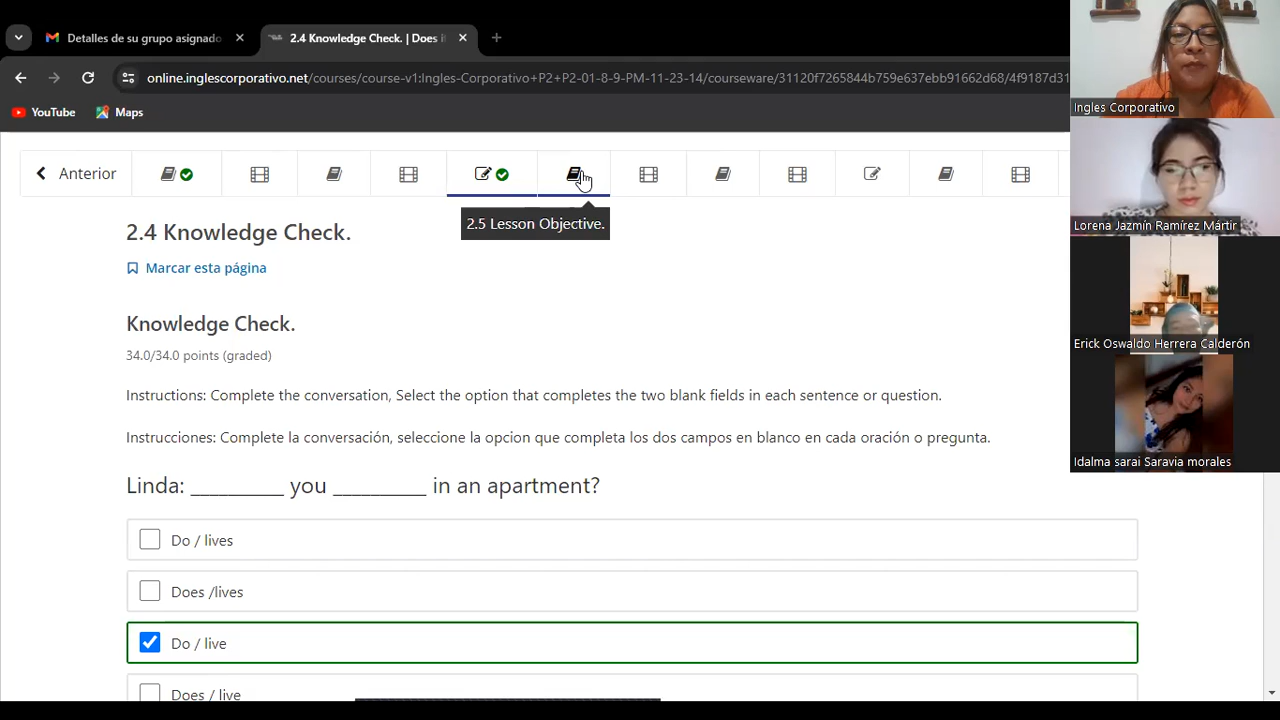 Detalles de su grupo asignado
2.4 Knowledge Check. | Does i
online.inglescorporativo.net/courses/course-v1:Ingles-Corporativo+P2+P2-01-8-9-PM-11-23-14/courseware/31120f7265844b759e637ebb91662d68/4f9187d31
YouTube
Maps
Anterior
2.5 Lesson Objective.
2.4 Knowledge Check.
Marcar esta página
Knowledge Check.
34.0/34.0 points (graded)
Instructions: Complete the conversation, Select the option that completes the two blank fields in each sentence or question.
Instrucciones: Complete la conversación, seleccione la opcion que completa los dos campos en blanco en cada oración o pregunta.
Linda: __________ you __________ in an apartment?
Do / lives
Does /lives
Do / live
Does / live
Ingles Corporativo
Lorena Jazmín Ramírez Mártir
Erick Oswaldo Herrera Calderón
Idalma sarai Saravia morales